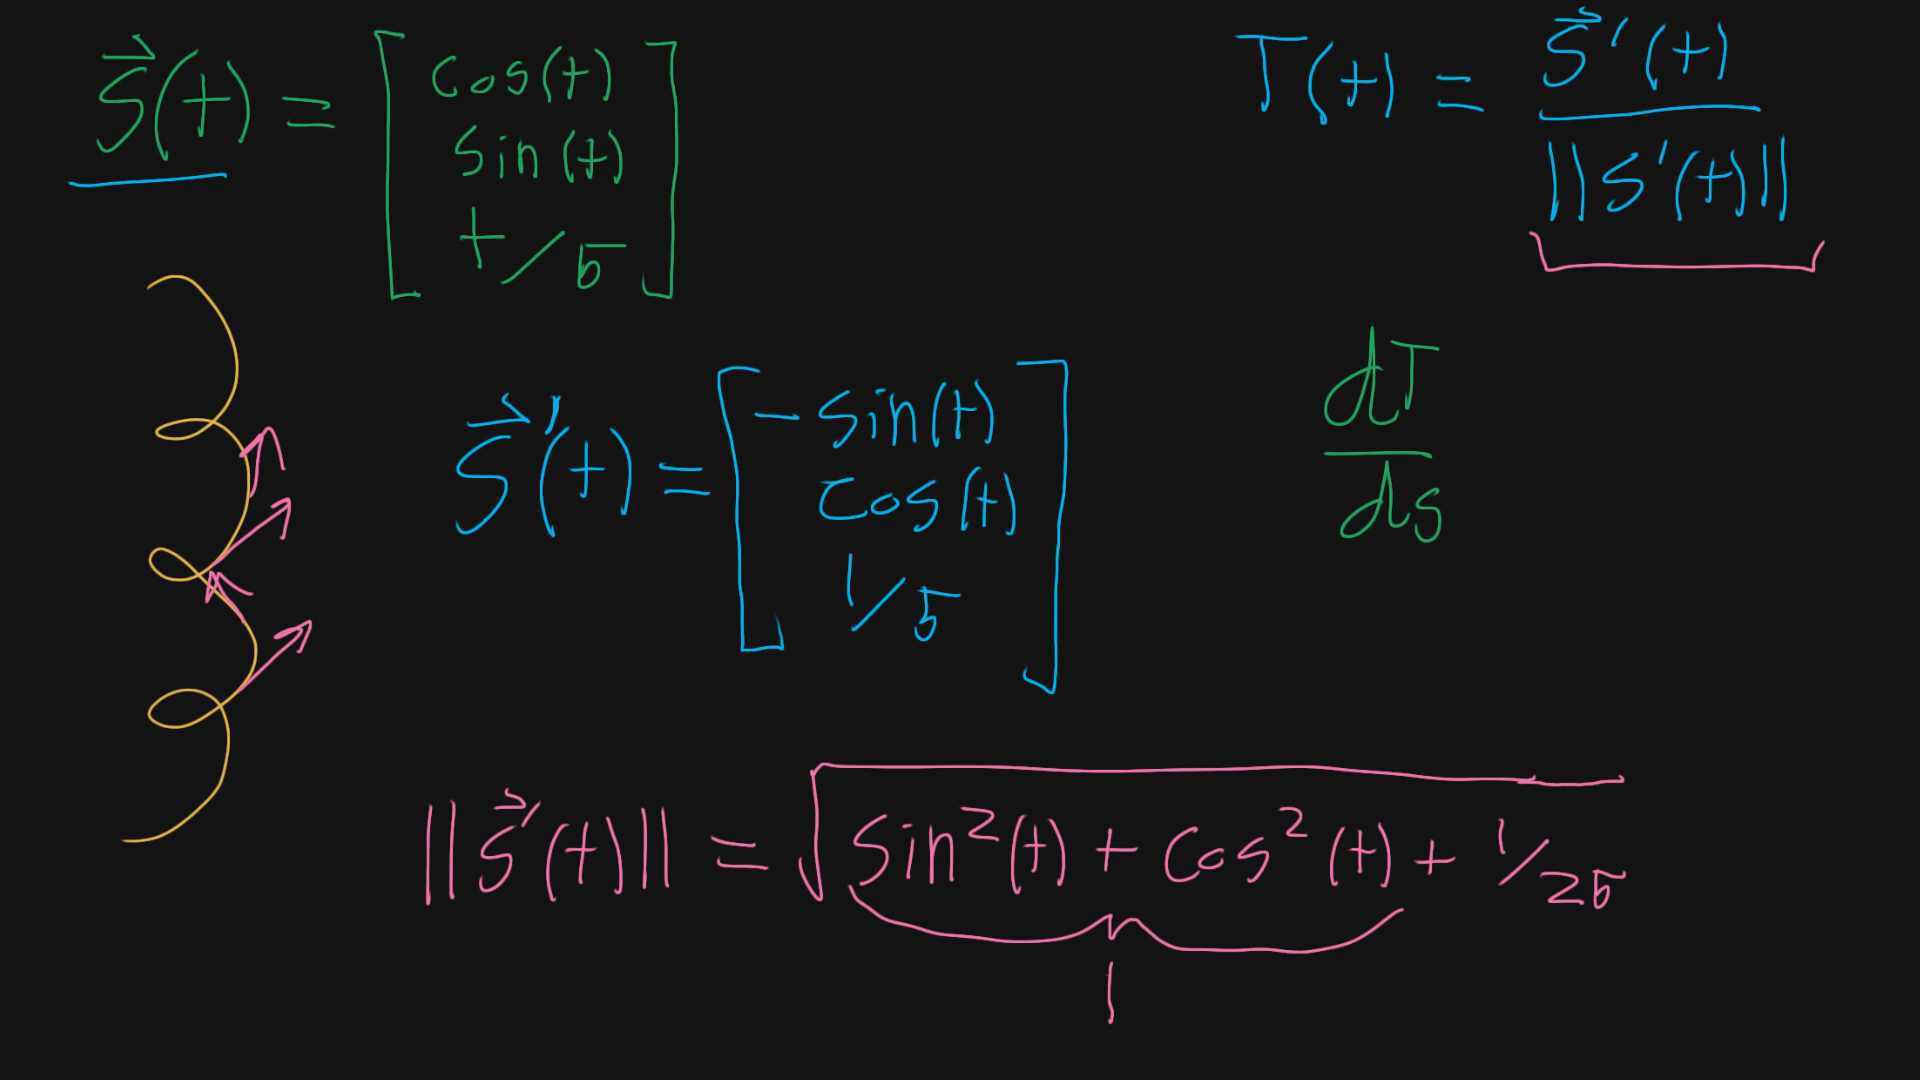 S⃗(t) = [cos(t)
sin(t)
t/5]
T(t) = S⃗'(t) / ||S'(t)||
S⃗'(t) = [-sin(t)
cos(t)
1/5]
dT
ds
||S⃗'(t)|| = √(sin²(t) + cos²(t) + 1/25)
1